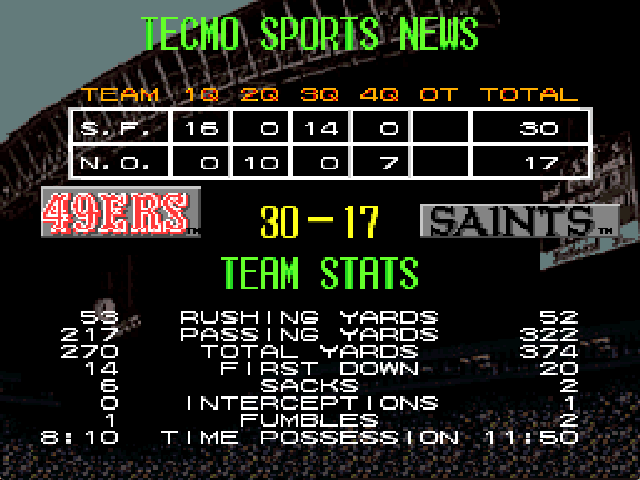 TECMO SPORTS NEWS
TEAM 1Q 2Q 3Q 4Q OT TOTAL
S.F. 16 0 14 0 30
N.O. 0 10 0 7 17
49ERS™ 30-17 SAINTS™
TEAM STATS
53 RUSHING YARDS 52
217 PASSING YARDS 322
270 TOTAL YARDS 374
14 FIRST DOWN 20
6 SACKS 2
0 INTERCEPTIONS 1
1 FUMBLES 2
8:10 TIME POSSESSION 11:50